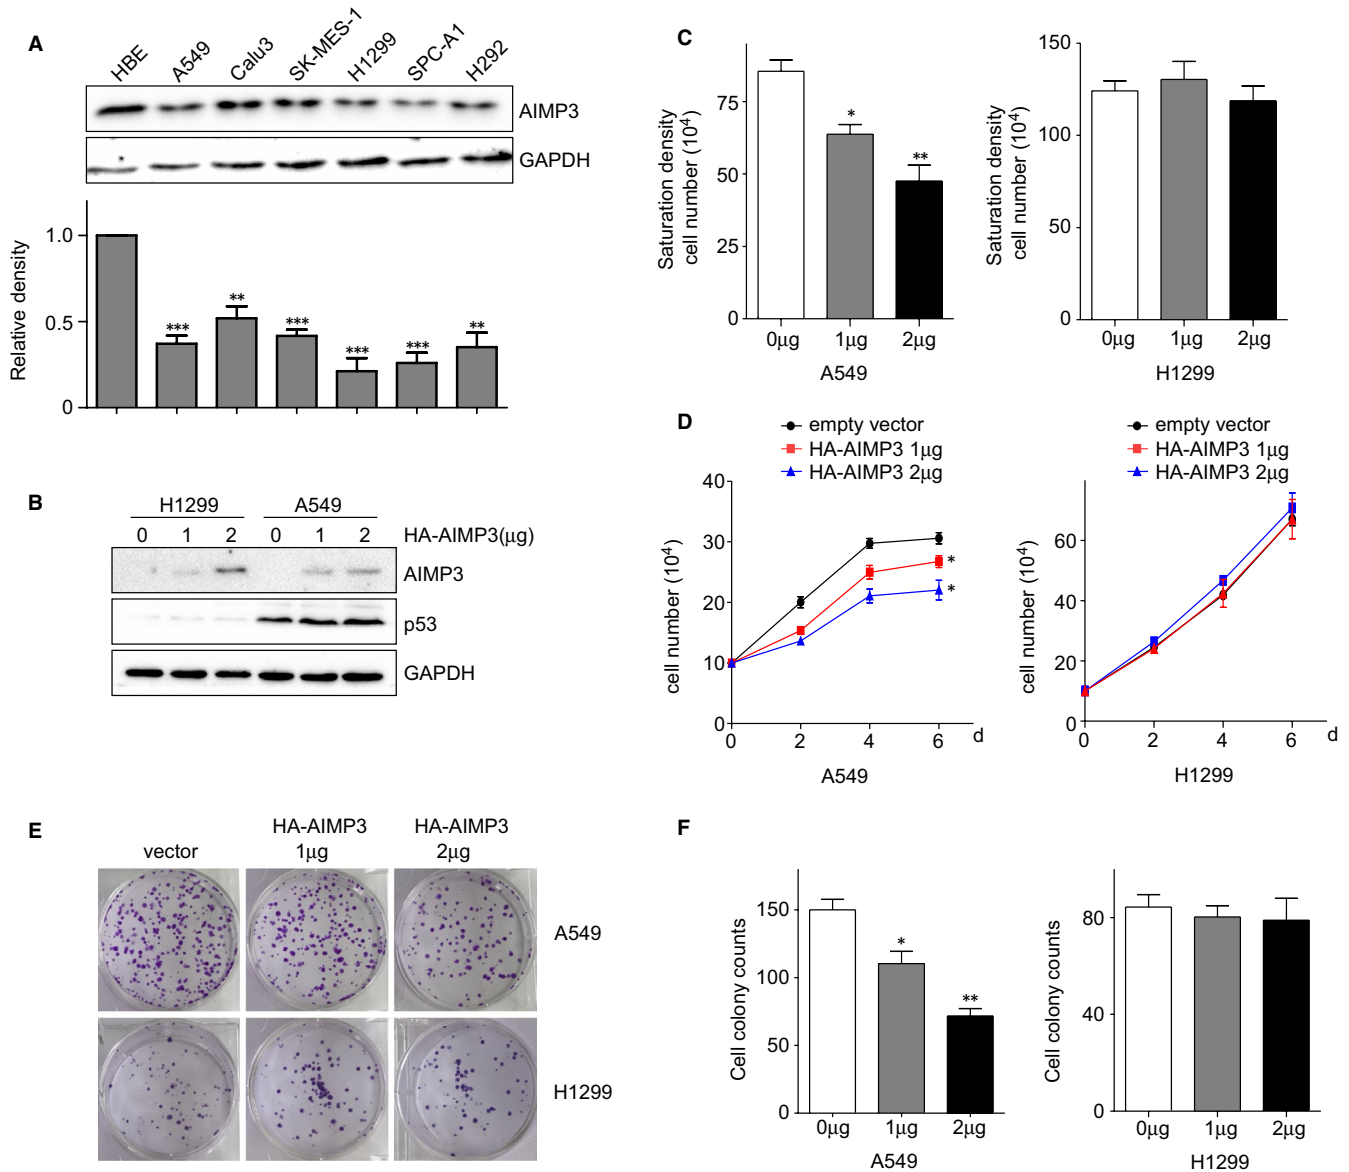 A
HBE A549 Calu3 SK-MES-1 H1299 SPC-A1 H292
AIMP3
GAPDH
Relative density
1.0
0.5
0
*** ** *** *** *** **
B
H1299 A549
0 1 2 0 1 2 HA-AIMP3(μg)
AIMP3
p53
GAPDH
C
Saturation density
cell number (10⁴)
75
50
25
0
*
**
0μg 1μg 2μg
A549
Saturation density
cell number (10⁴)
150
100
50
0
0μg 1μg 2μg
H1299
D
empty vector
HA-AIMP3 1μg
HA-AIMP3 2μg
cell number (10⁴)
40
30
20
10
0
*
*
0 2 4 6 d
A549
empty vector
HA-AIMP3 1μg
HA-AIMP3 2μg
cell number (10⁴)
60
40
20
0
0 2 4 6 d
H1299
E
vector
HA-AIMP3
1μg
HA-AIMP3
2μg
A549
H1299
F
Cell colony counts
150
100
50
0
*
**
0μg 1μg 2μg
A549
Cell colony counts
80
40
0
0μg 1μg 2μg
H1299